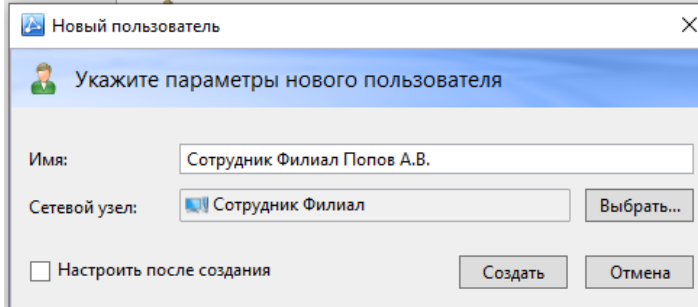 Новый пользователь
Укажите параметры нового пользователя
Имя: Сотрудник Филиал Попов А.В.
Сетевой узел: Сотрудник Филиал Выбрать...
Настроить после создания Создать Отмена